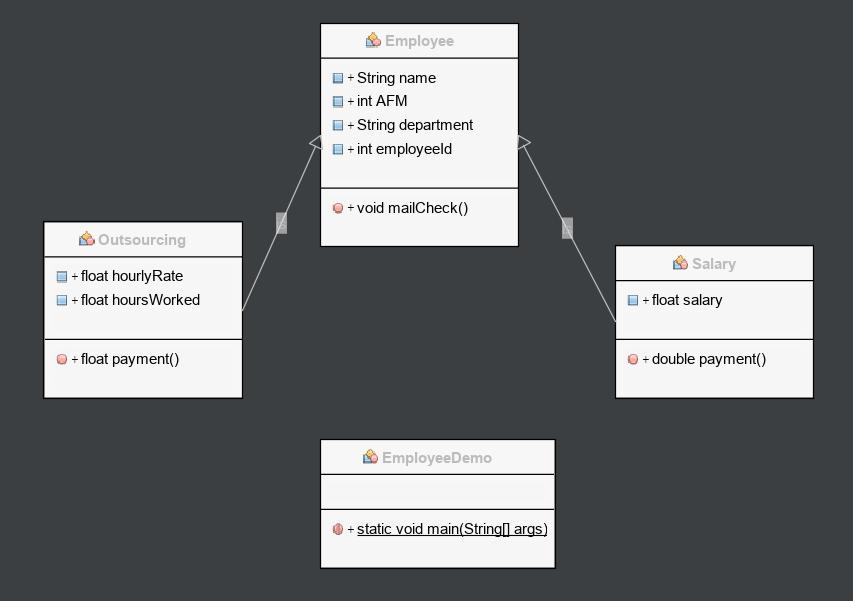 Employee
+ String name
+ int AFM
+ String department
+ int employeeId
+ void mailCheck()
Outsourcing
+ float hourlyRate
+ float hoursWorked
+ float payment()
Salary
+ float salary
+ double payment()
EmployeeDemo
+ static void main(String[] args)